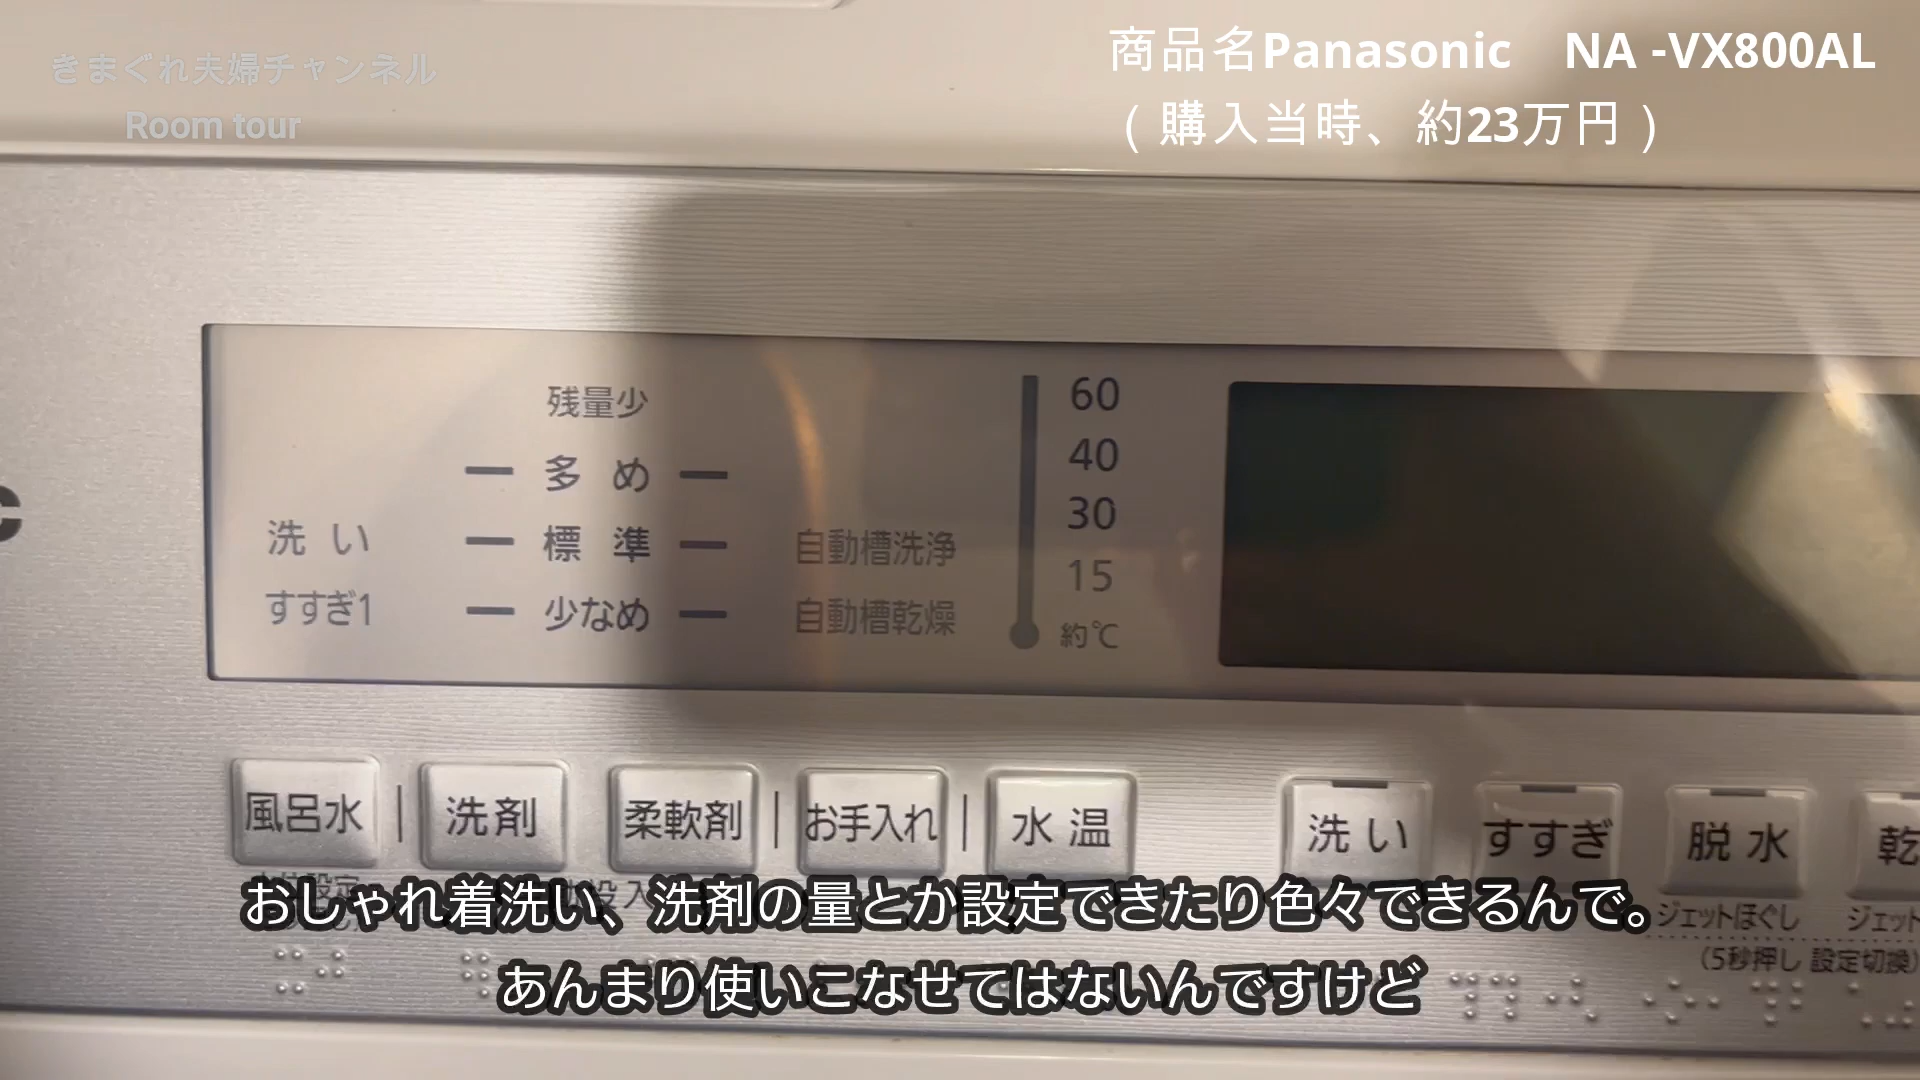 きまぐれ夫婦チャンネル
Room tour
商品名Panasonic　NA -VX800AL
(購入当時、約23万円)
残量少
多め
洗い 標準 自動槽洗浄
すすぎ1 少なめ 自動槽乾燥
60
40
30
15
約℃
風呂水 洗剤 柔軟剤 お手入れ 水温 洗い すすぎ 脱水 乾
ジェットほぐし ジェット
(5秒押し 設定切換)
おしゃれ着洗い、洗剤の量とか設定できたり色々できるんで。
あんまり使いこなせてはないんですけど